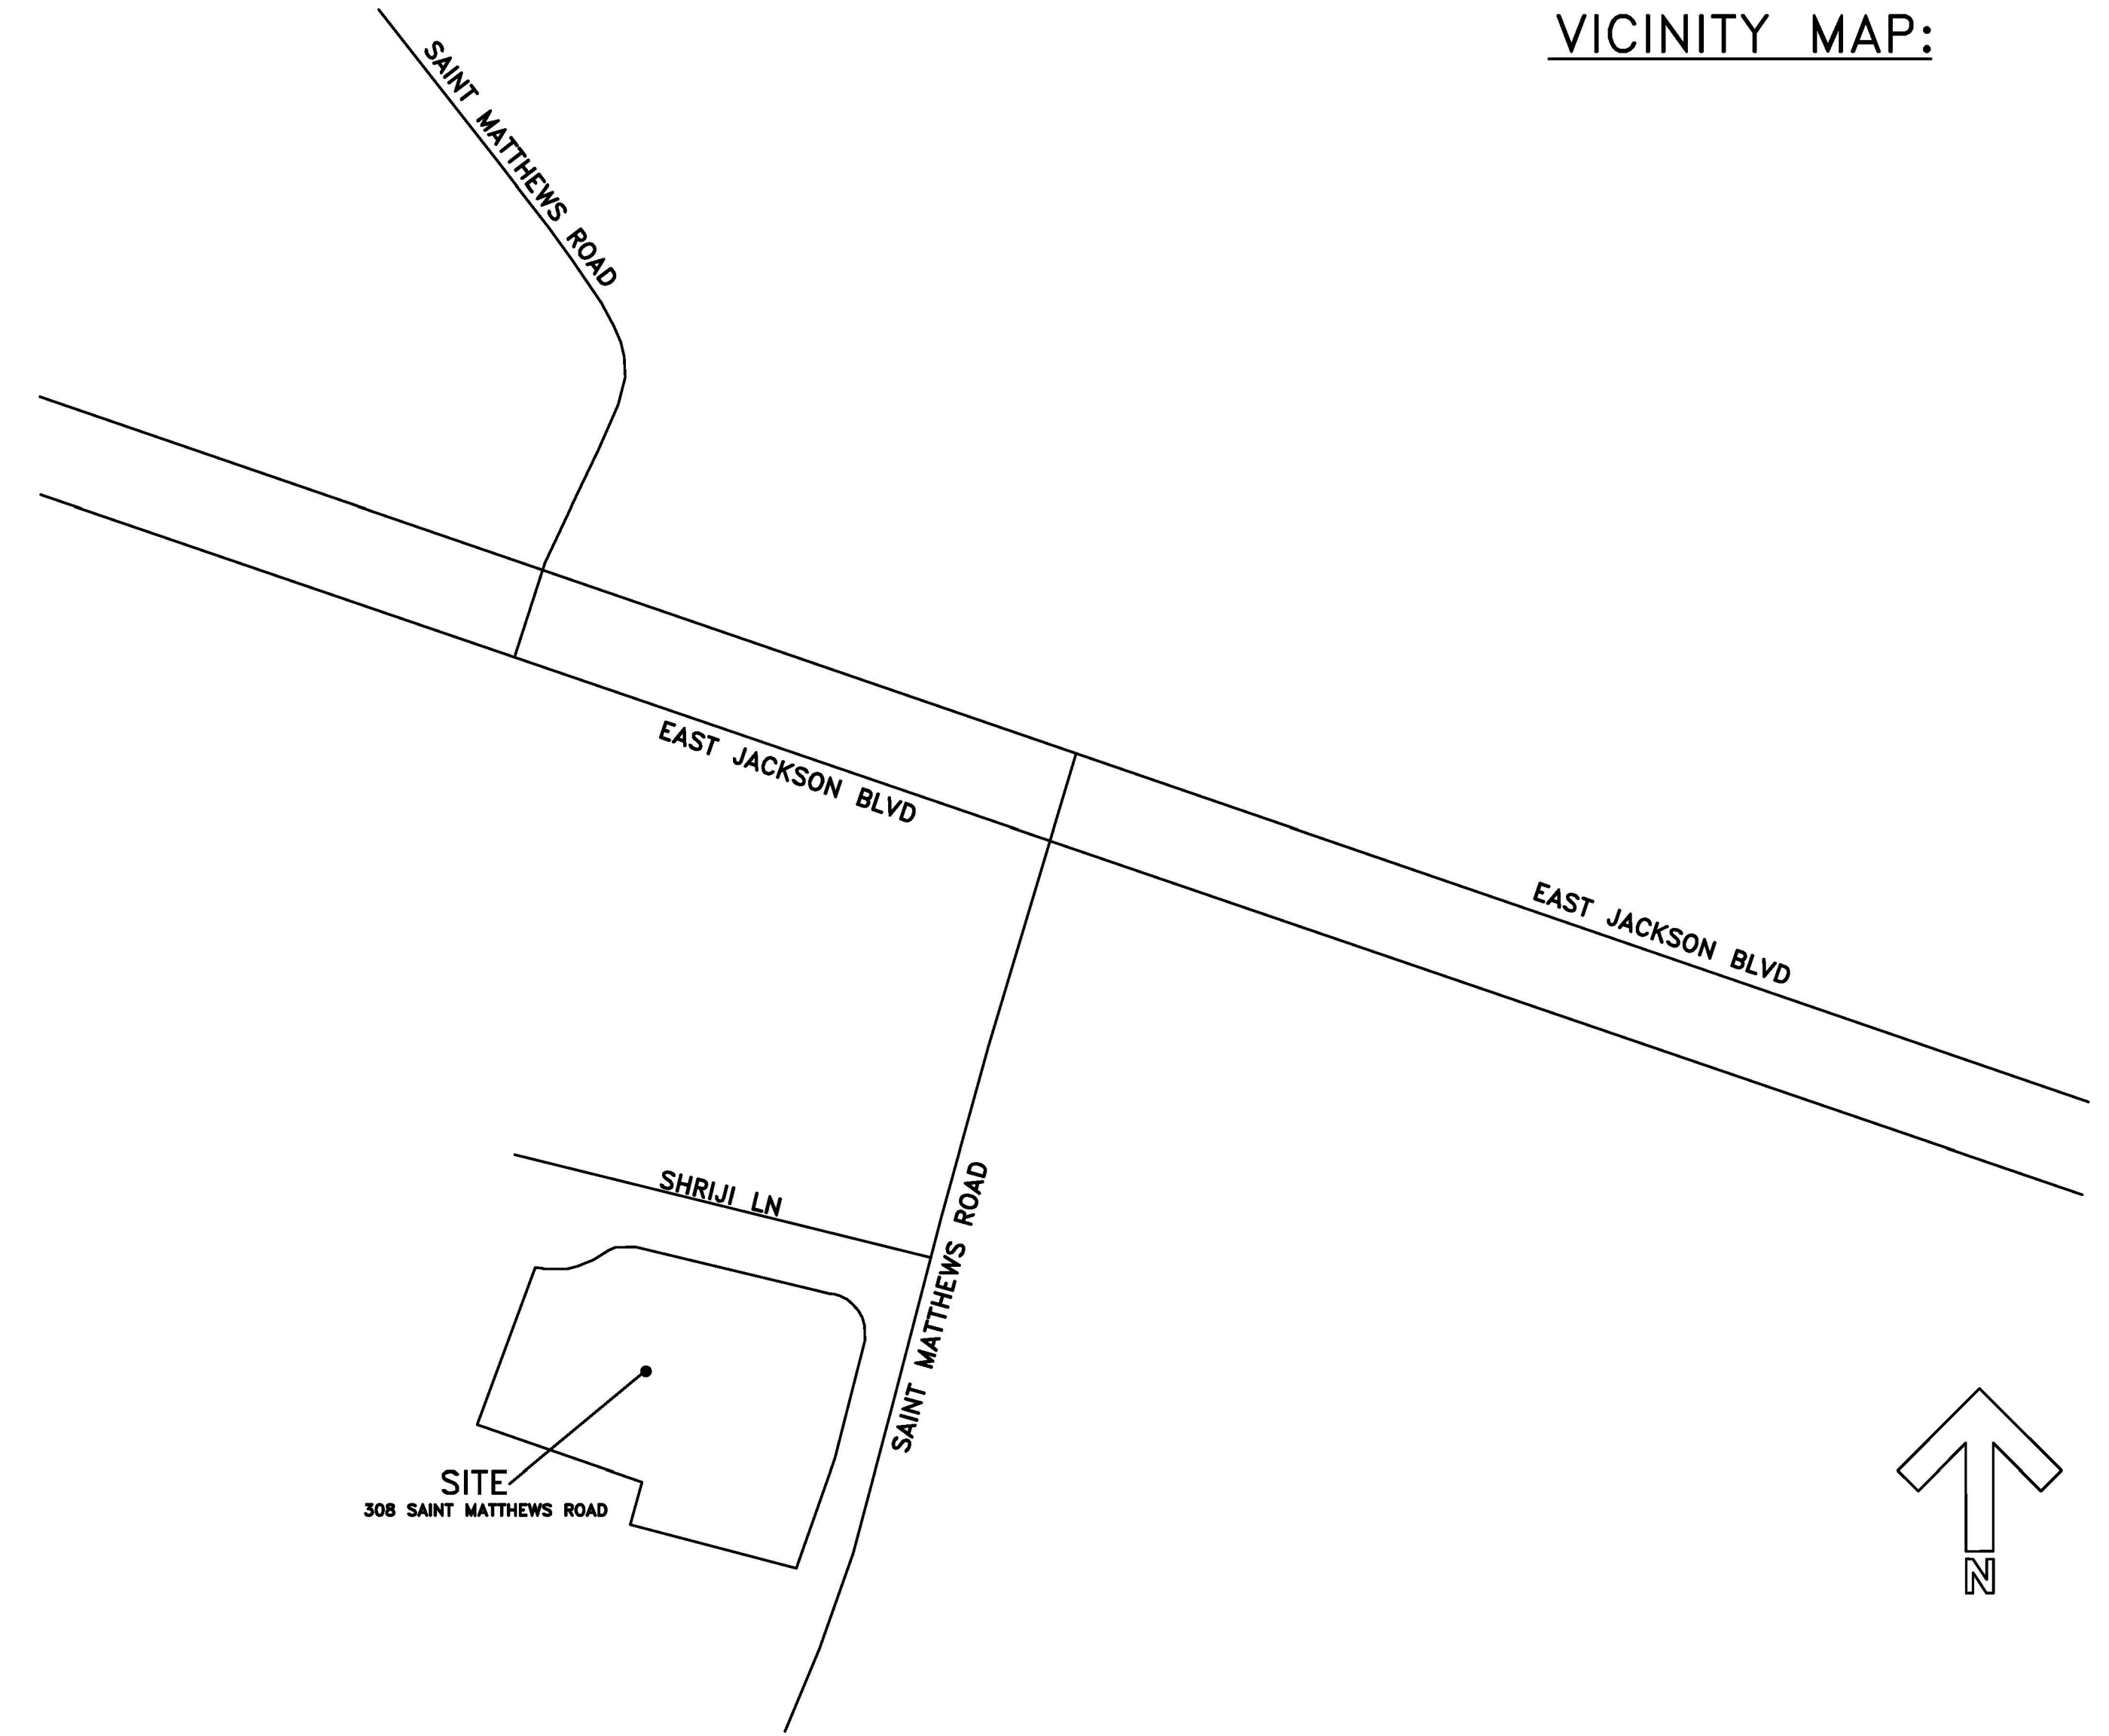 VICINITY MAP:
SAINT MATTHEWS ROAD
EAST JACKSON BLVD
EAST JACKSON BLVD
SHRIJI LN
SAINT MATTHEWS ROAD
SITE
308 SAINT MATTHEWS ROAD
N